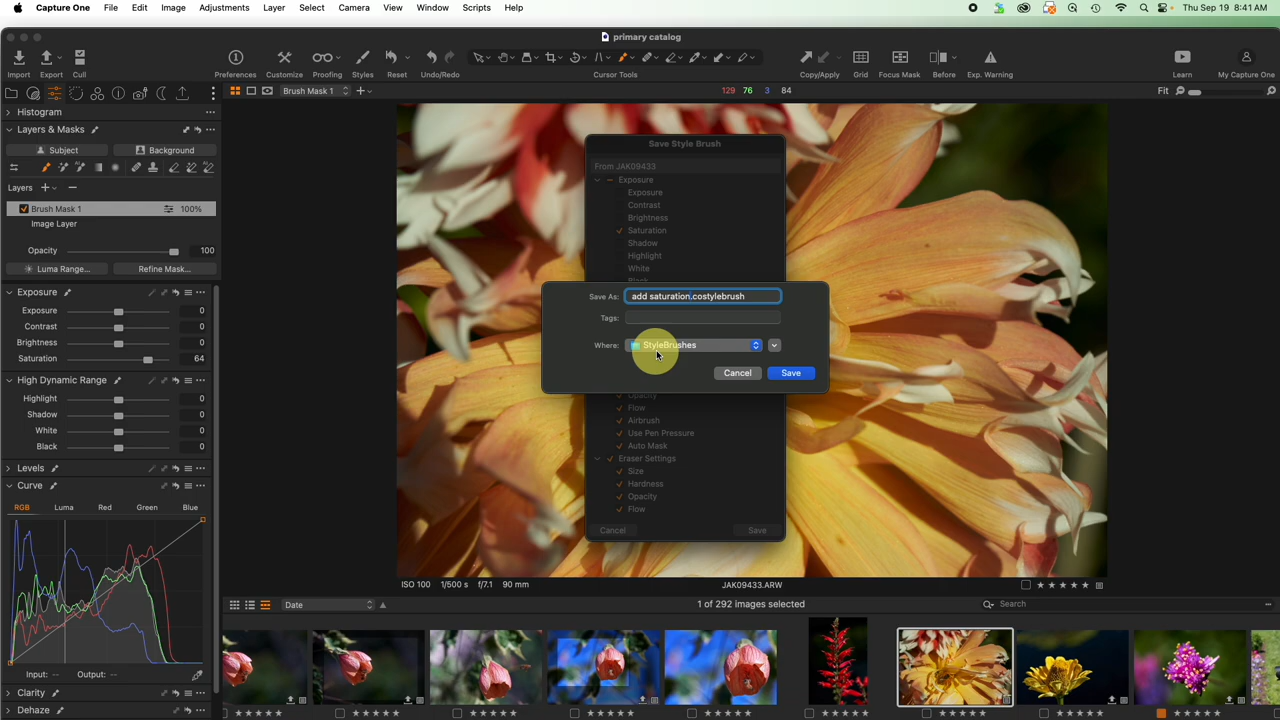 Capture One File Edit Image Adjustments Layer Select Camera View Window Scripts Help Thu Sep 19 8:41 AM
primary catalog
Import Export Cull Preferences Customize Proofing Styles Reset Undo/Redo Cursor Tools Copy/Apply Grid Focus Mask Before Exp. Warning Learn My Capture One
Brush Mask 1 129 76 3 84 Fit
Histogram
Layers & Masks
Subject Background
Layers
Brush Mask 1 100%
Image Layer
Opacity 100
Luma Range... Refine Mask...
Exposure
Exposure 0
Contrast 0
Brightness 0
Saturation 64
High Dynamic Range
Highlight 0
Shadow 0
White 0
Black 0
Levels
Curve
RGB Luma Red Green Blue
Input: -- Output: --
Clarity
Dehaze
Save Style Brush
From JAK09433
Exposure
Exposure
Contrast
Brightness
Saturation
Shadow
Highlight
White
Black
Save As: add saturation.costylebrush
Tags:
Where: StyleBrushes
Cancel Save
Opacity
Flow
Airbrush
Use Pen Pressure
Auto Mask
Eraser Settings
Size
Hardness
Opacity
Flow
Cancel Save
ISO 100 1/500 s f/7.1 90 mm JAK09433.ARW
Date 1 of 292 images selected Search